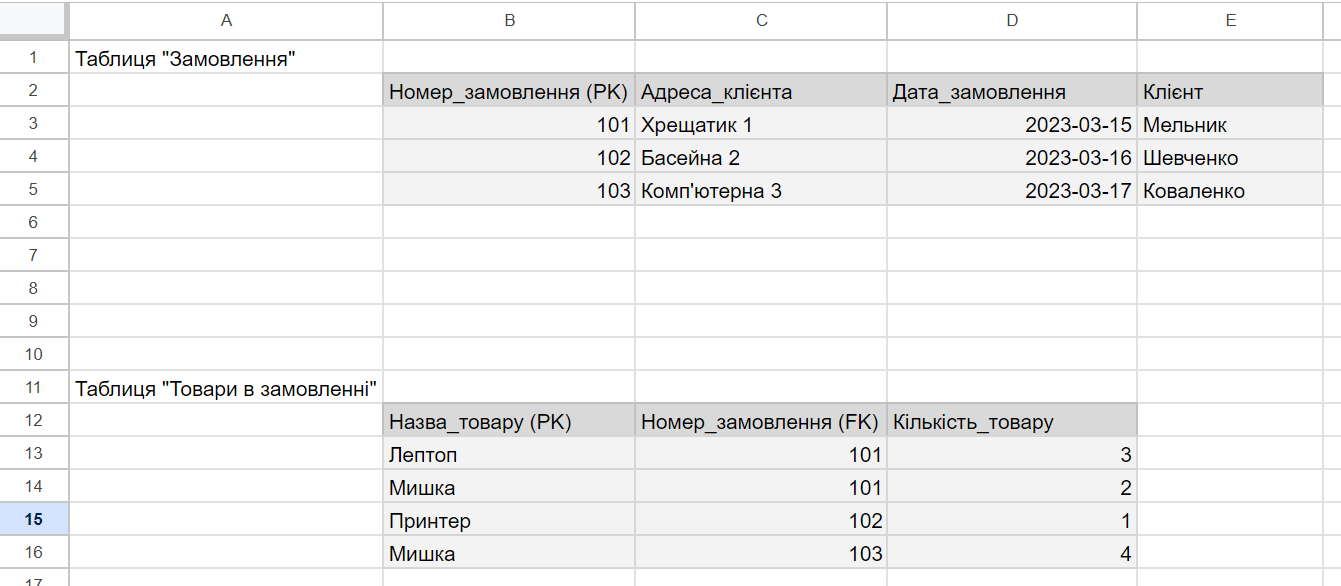 A B C D E
1 Таблиця "Замовлення"
2 Номер_замовлення (PK) Адреса_клієнта Дата_замовлення Клієнт
3 101 Хрещатик 1 2023-03-15 Мельник
4 102 Басейна 2 2023-03-16 Шевченко
5 103 Комп'ютерна 3 2023-03-17 Коваленко
6
7
8
9
10
11 Таблиця "Товари в замовленні"
12 Назва_товару (PK) Номер_замовлення (FK) Кількість_товару
13 Лептоп 101 3
14 Мишка 101 2
15 Принтер 102 1
16 Мишка 103 4
17